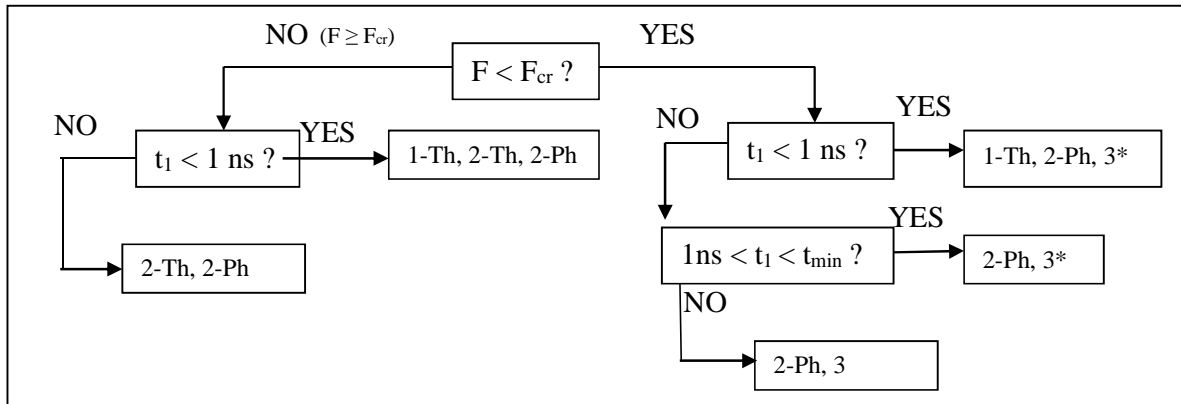 NO (F ≥ Fcr)
YES
F < Fcr ?
NO
YES
t1 < 1 ns ?
1-Th, 2-Th, 2-Ph
2-Th, 2-Ph
NO
YES
t1 < 1 ns ?
1-Th, 2-Ph, 3*
YES
1ns < t1 < tmin ?
2-Ph, 3*
NO
2-Ph, 3